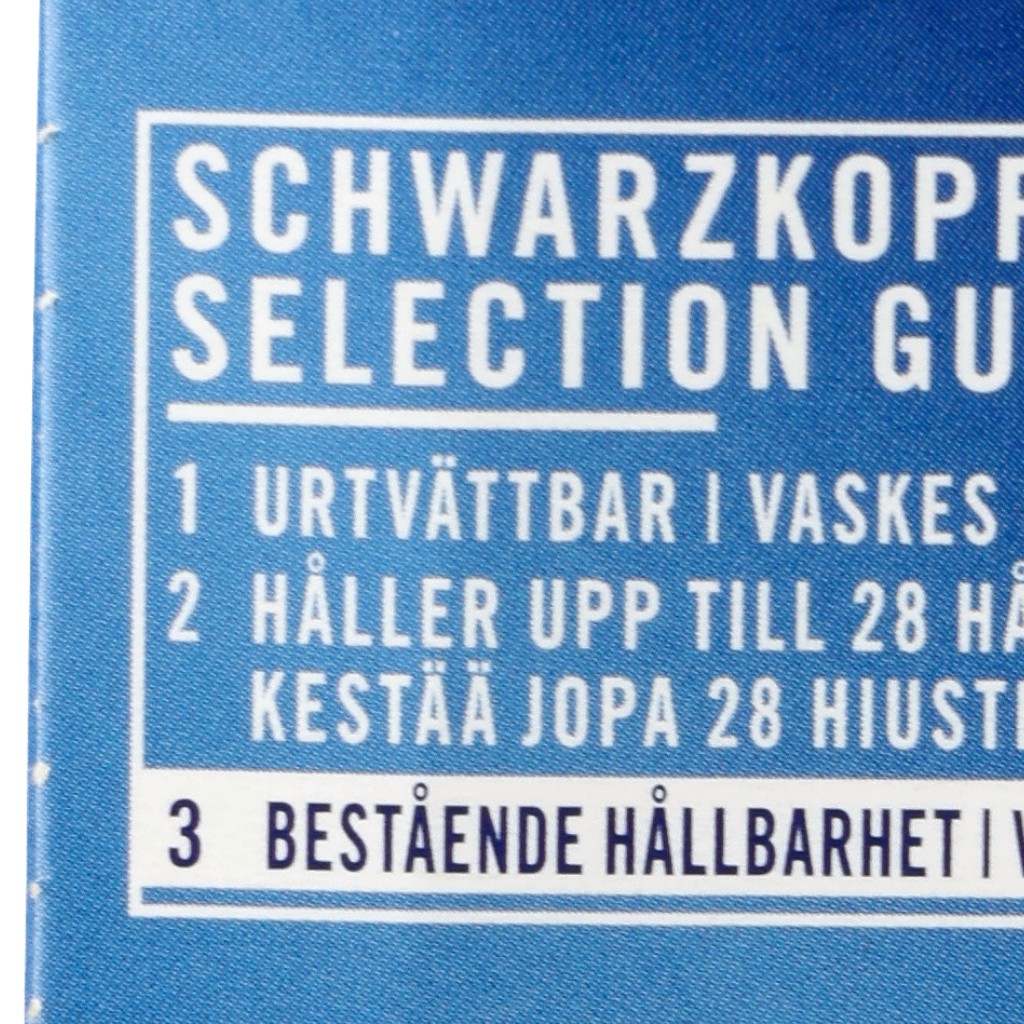 SCHWARZKOPF
SELECTION GU
1 URTVÄTTBAR | VASKES
2 HÅLLER UPP TILL 28 HÅ
KESTÄÄ JOPA 28 HIUST
3 BESTÅENDE HÅLLBARHET |